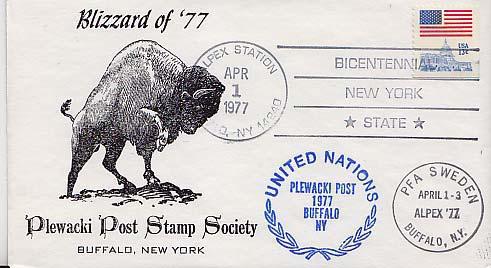 Blizzard of '77
ALPEX STATION
APR
1
1977
NY 14240
BICENTENNIAL
NEW YORK
★ STATE ★
USA
13c
UNITED NATIONS
PLEWACKI POST
1977
BUFFALO
NY
PFA SWEDEN
APRIL 1-3
ALPEX '77
BUFFALO, N.Y.
Plewacki Post Stamp Society
BUFFALO, NEW YORK